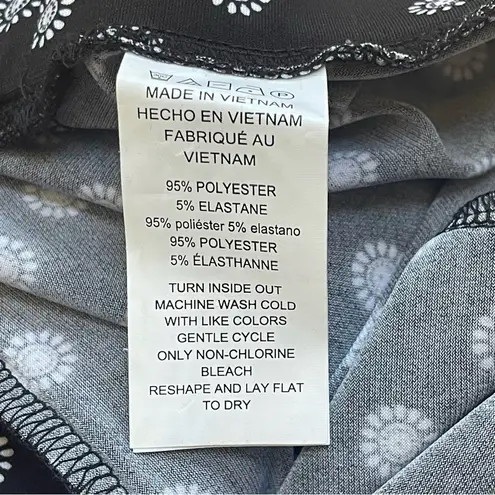 MADE IN VIETNAM
HECHO EN VIETNAM
FABRIQUÉ AU
VIETNAM
95% POLYESTER
5% ELASTANE
95% poliéster 5% elastano
95% POLYESTER
5% ÉLASTHANNE
TURN INSIDE OUT
MACHINE WASH COLD
WITH LIKE COLORS
GENTLE CYCLE
ONLY NON-CHLORINE
BLEACH
RESHAPE AND LAY FLAT
TO DRY